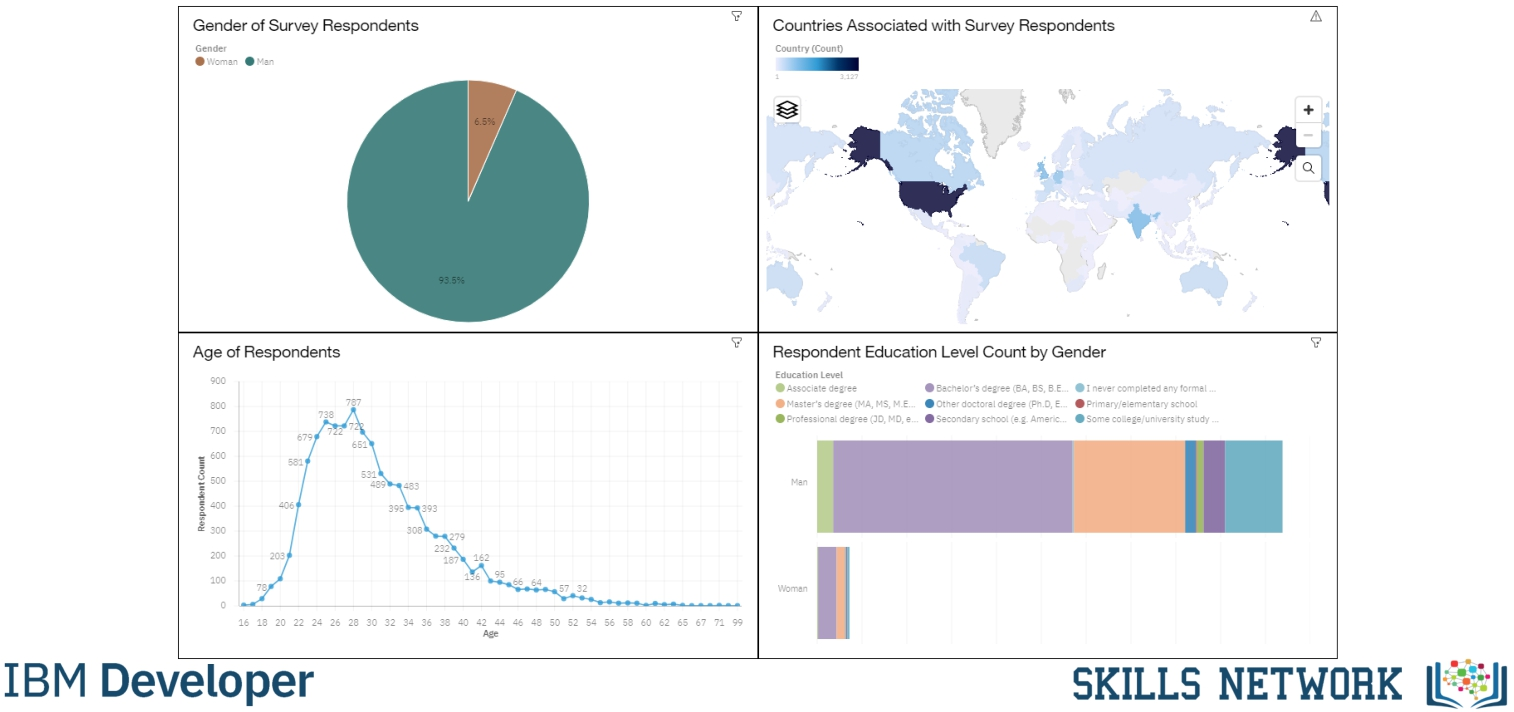 Gender of Survey Respondents
Gender
Woman Man
6.5%
93.5%
Countries Associated with Survey Respondents
Country (Count)
1 3,127
Age of Respondents
Respondent Count
900
800
700
600
500
400
300
200
100
0
78
203
406
581
679
738
722
722
787
651
531
489
483
395
393
308
279
232
187
136
162
95
66
64
57
32
16 18 20 22 24 26 28 30 32 34 36 38 40 42 44 46 48 50 52 54 56 58 60 62 65 67 71 99
Age
Respondent Education Level Count by Gender
Education Level
Associate degree Bachelor's degree (BA, BS, B.E... I never completed any formal ...
Master's degree (MA, MS, M.E... Other doctoral degree (Ph.D, E... Primary/elementary school
Professional degree (JD, MD, e... Secondary school (e.g. Americ... Some college/university study ...
Man
Woman
IBM Developer
SKILLS NETWORK